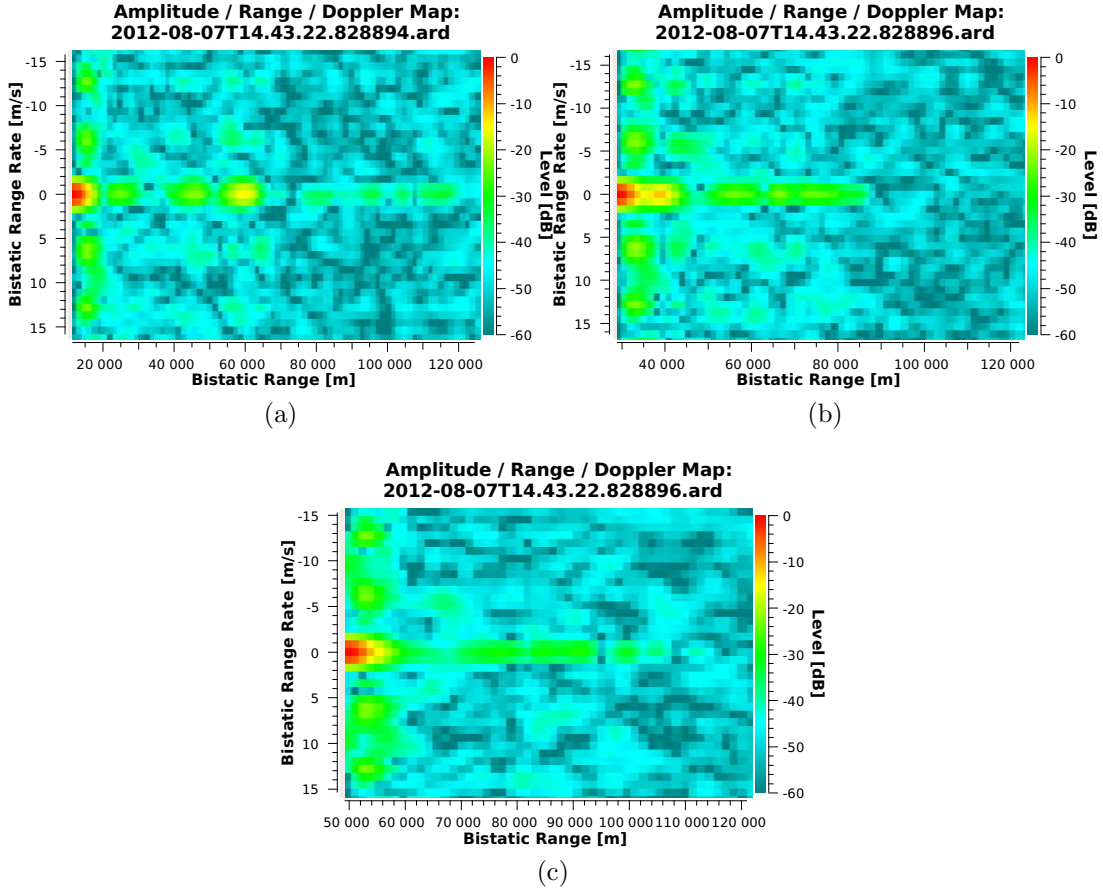 Amplitude / Range / Doppler Map:
2012-08-07T14.43.22.828894.ard
Bistatic Range Rate [m/s]
-15
-10
-5
0
5
10
15
20 000 40 000 60 000 80 000 100 000 120 000
Bistatic Range [m]
0
-10
-20
-30
-40
-50
-60
Level [dB]
(a)
Amplitude / Range / Doppler Map:
2012-08-07T14.43.22.828896.ard
Bistatic Range Rate [m/s]
-15
-10
-5
0
5
10
15
40 000 60 000 80 000 100 000 120 000
Bistatic Range [m]
0
-10
-20
-30
-40
-50
-60
Level [dB]
(b)
Amplitude / Range / Doppler Map:
2012-08-07T14.43.22.828896.ard
Bistatic Range Rate [m/s]
-15
-10
-5
0
5
10
15
50 000 60 000 70 000 80 000 90 000 100 000 110 000 120 000
Bistatic Range [m]
0
-10
-20
-30
-40
-50
-60
Level [dB]
(c)